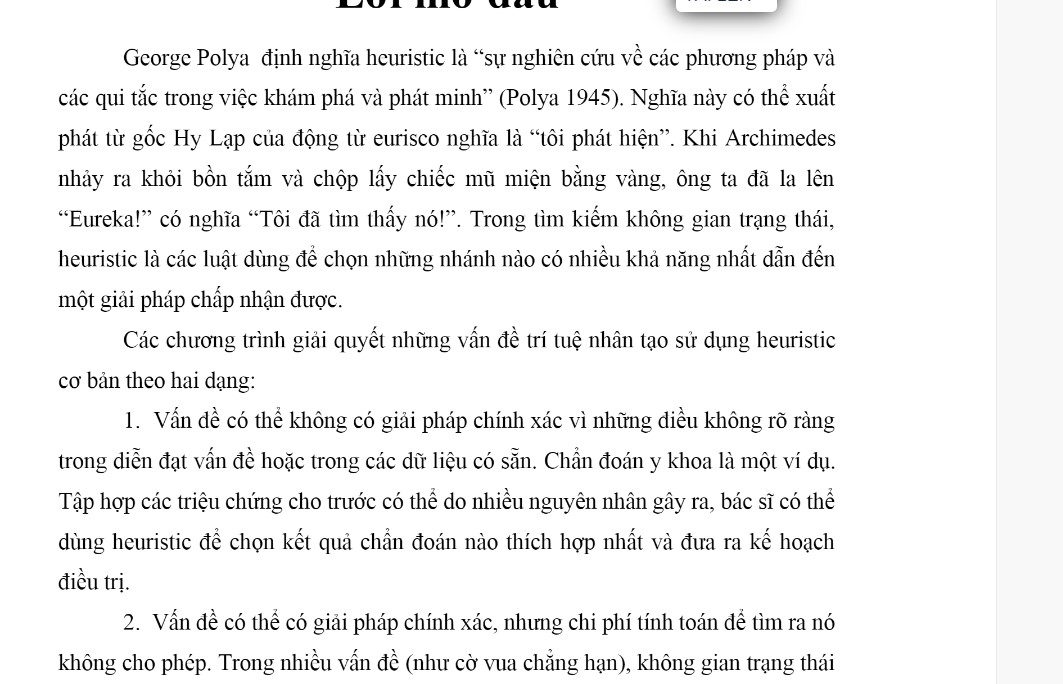 Lời mở đầu
George Polya định nghĩa heuristic là “sự nghiên cứu về các phương pháp và
các qui tắc trong việc khám phá và phát minh” (Polya 1945). Nghĩa này có thể xuất
phát từ gốc Hy Lạp của động từ eurisco nghĩa là “tôi phát hiện”. Khi Archimedes
nhảy ra khỏi bồn tắm và chộp lấy chiếc mũ miện bằng vàng, ông ta đã la lên
“Eureka!” có nghĩa “Tôi đã tìm thấy nó!”. Trong tìm kiếm không gian trạng thái,
heuristic là các luật dùng để chọn những nhánh nào có nhiều khả năng nhất dẫn đến
một giải pháp chấp nhận được.
Các chương trình giải quyết những vấn đề trí tuệ nhân tạo sử dụng heuristic
cơ bản theo hai dạng:
1. Vấn đề có thể không có giải pháp chính xác vì những điều không rõ ràng
trong diễn đạt vấn đề hoặc trong các dữ liệu có sẵn. Chẩn đoán y khoa là một ví dụ.
Tập hợp các triệu chứng cho trước có thể do nhiều nguyên nhân gây ra, bác sĩ có thể
dùng heuristic để chọn kết quả chẩn đoán nào thích hợp nhất và đưa ra kế hoạch
điều trị.
2. Vấn đề có thể có giải pháp chính xác, nhưng chi phí tính toán để tìm ra nó
không cho phép. Trong nhiều vấn đề (như cờ vua chẳng hạn), không gian trạng thái